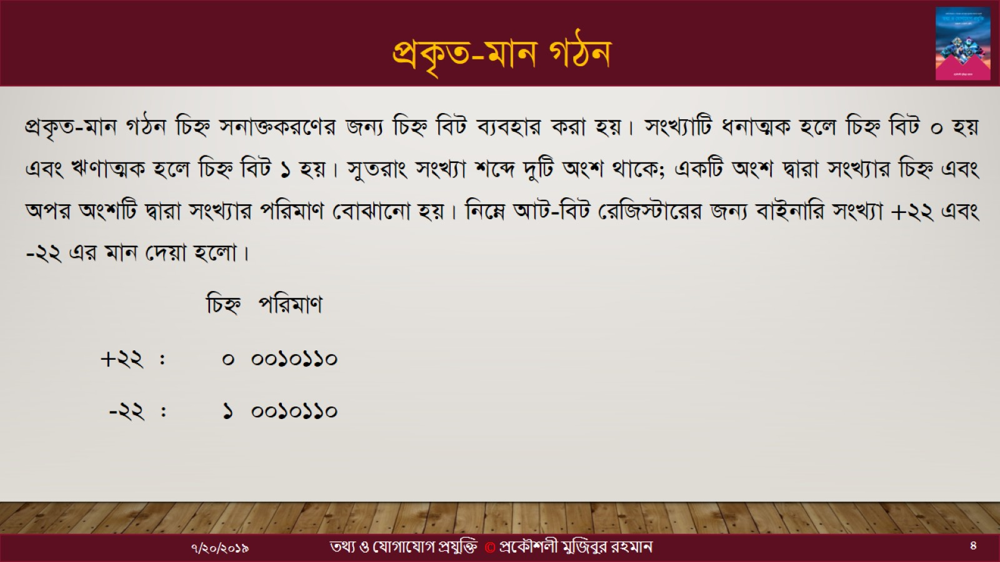 প্রকৃত-মান গঠন
প্রকৃত-মান গঠন চিহ্ন সনাক্তকরণের জন্য চিহ্ন বিট ব্যবহার করা হয়। সংখ্যাটি ধনাত্মক হলে চিহ্ন বিট ০ হয়
এবং ঋণাত্মক হলে চিহ্ন বিট ১ হয়। সুতরাং সংখ্যা শব্দে দুটি অংশ থাকে; একটি অংশ দ্বারা সংখ্যার চিহ্ন এবং
অপর অংশটি দ্বারা সংখ্যার পরিমাণ বোঝানো হয়। নিম্নে আট-বিট রেজিস্টারের জন্য বাইনারি সংখ্যা +২২ এবং
-২২ এর মান দেয়া হলো।
চিহ্ন পরিমাণ
+২২ : ০ ০০১০১১০
-২২ : ১ ০০১০১১০
৭/২০/২০১৯ তথ্য ও যোগাযোগ প্রযুক্তি © প্রকৌশলী মুজিবুর রহমান ৪